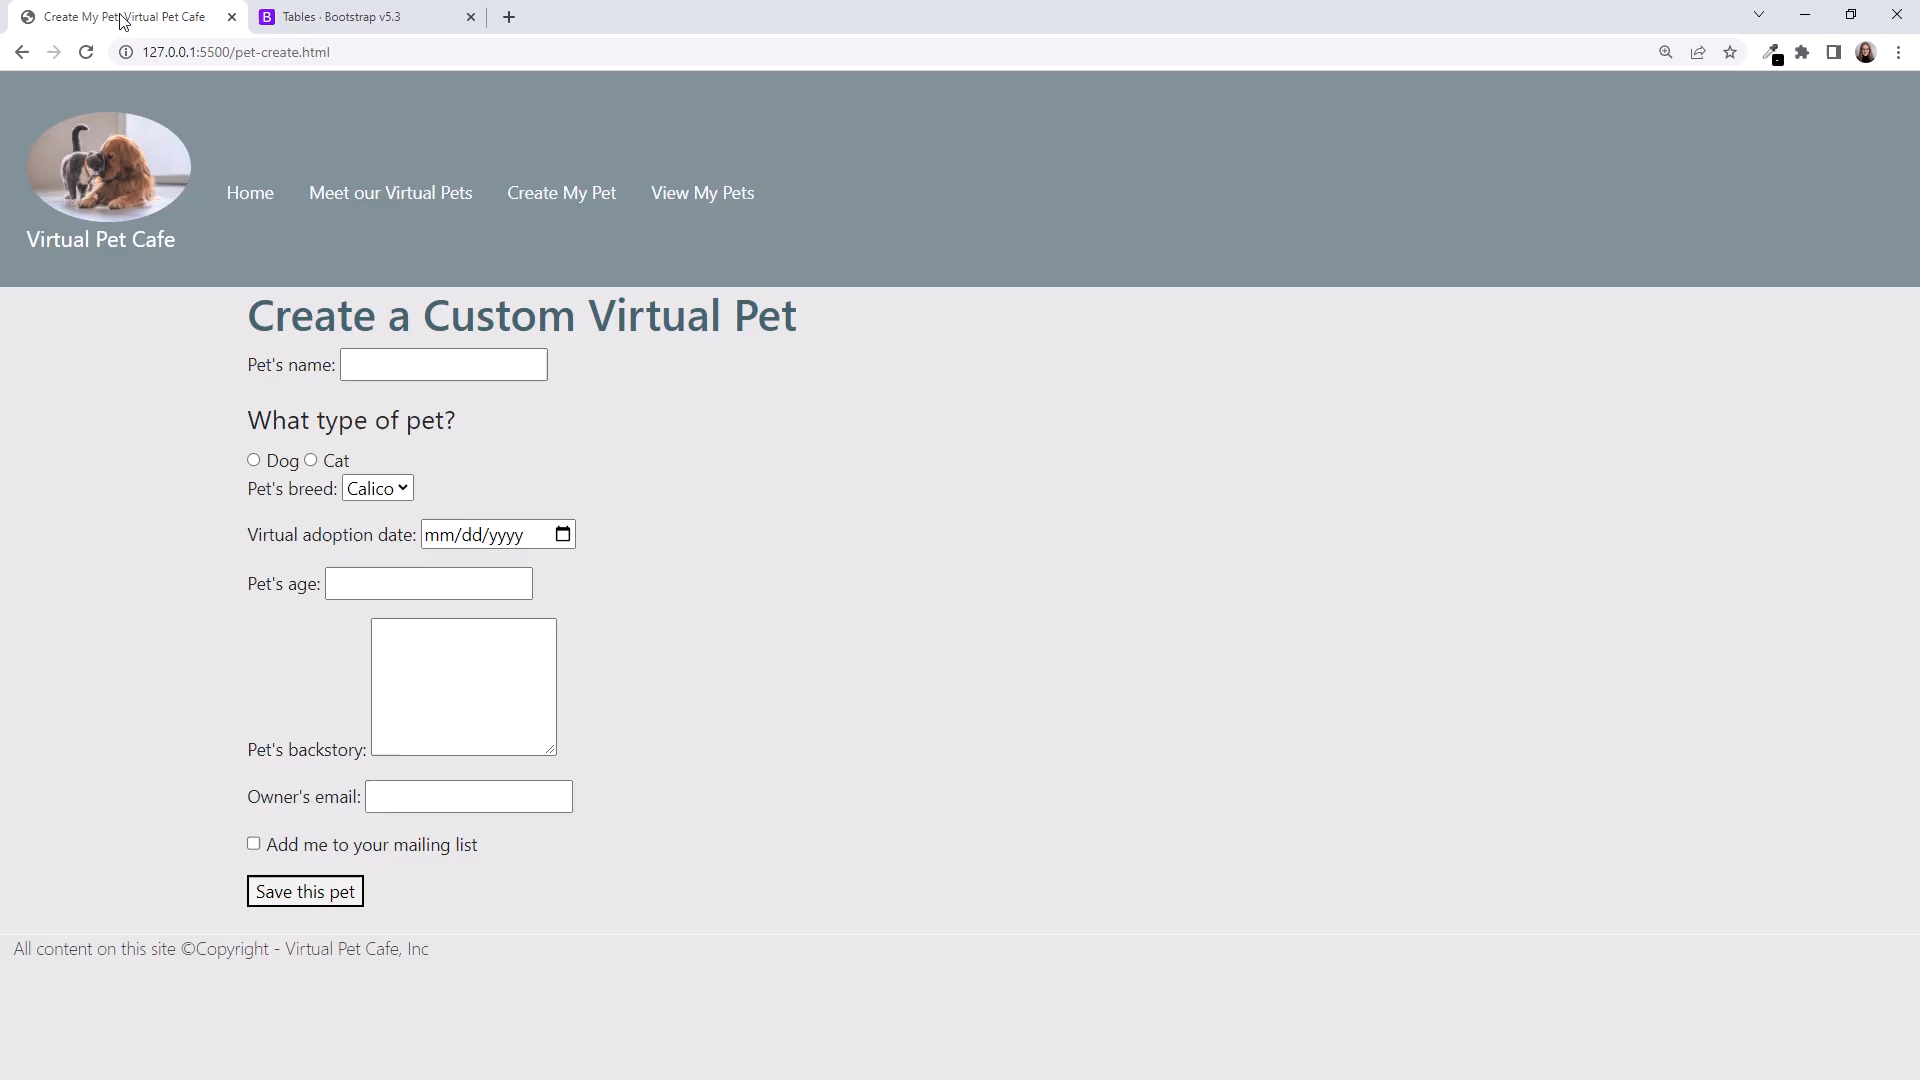 Create My Pet Virtual Pet Cafe
Tables · Bootstrap v5.3
127.0.0.1:5500/pet-create.html
Home Meet our Virtual Pets Create My Pet View My Pets
Virtual Pet Cafe
Create a Custom Virtual Pet
Pet's name:
What type of pet?
Dog Cat
Pet's breed: Calico
Virtual adoption date: mm/dd/yyyy
Pet's age:
Pet's backstory:
Owner's email:
Add me to your mailing list
Save this pet
All content on this site ©Copyright - Virtual Pet Cafe, Inc